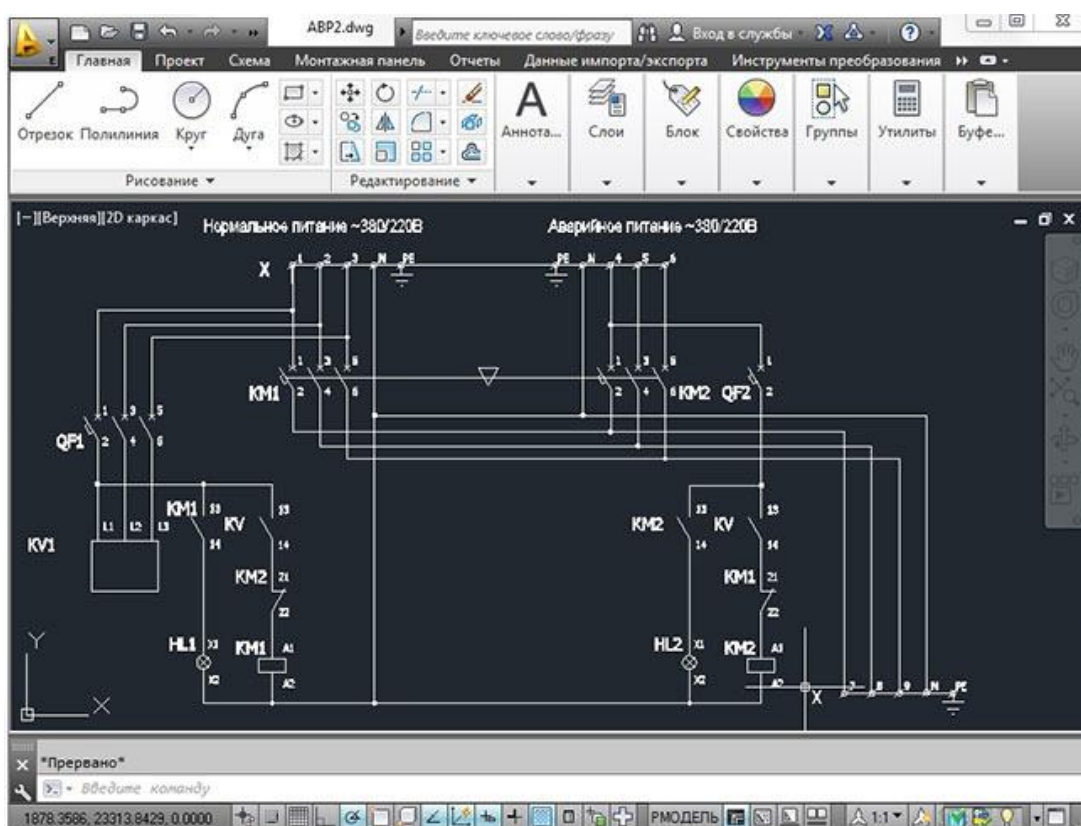 ABP2.dwg Введите ключевое слово/фразу Вход в службы
Главная Проект Схема Монтажная панель Отчеты Данные импорта/экспорта Инструменты преобразования
Отрезок Полилиния Круг Дуга Аннота... Слои Блок Свойства Группы Утилиты Буфе...
Рисование Редактирование
[−][Верхняя][2D каркас]
Нормальное питание ~380/220В Аварийное питание ~380/220В
X 1 2 3 N PE PE N 4 5 6
1 3 5 1 3 5 1
KM1 2 4 6 2 4 6 KM2 QF2 2
1 3 5
QF1 2 4 6
KM1 13 KV 13 KM2 13 KV 13
L1 L2 L3
KV1 14 14 14 14
KM2 21 KM1 21
22 22
HL1 X1 KM1 A1 HL2 X1 KM2 A1
X2 A2 X2 A2
Y
X
X 7 8 9 N PE
*Прервано*
Введите команду
1878.3586, 23313.8429, 0.0000 РМОДЕЛЬ 1:1